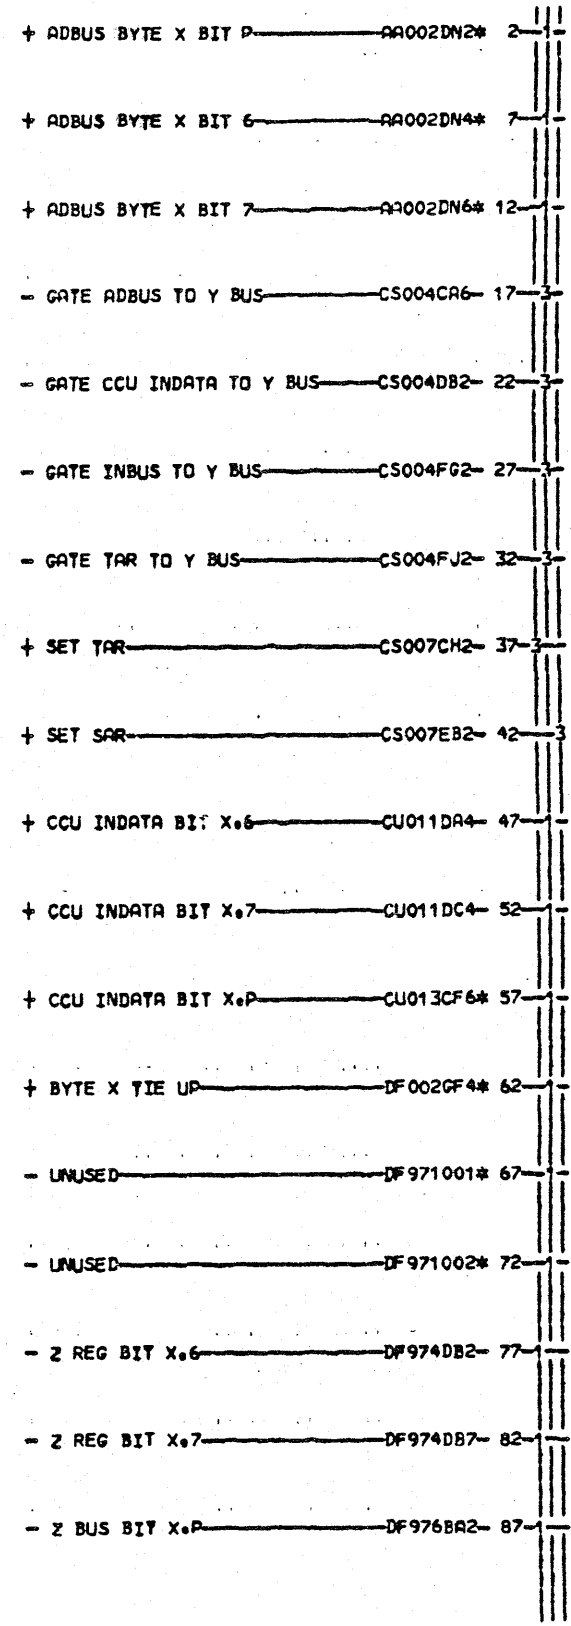 + ADBUS BYTE X BIT P AA002DN2* 2 1
+ ADBUS BYTE X BIT 6 AA002DN4* 7 1
+ ADBUS BYTE X BIT 7 AA002DN6* 12 1
- GATE ADBUS TO Y BUS CS004CA6- 17 3
- GATE CCU INDATA TO Y BUS CS004DB2- 22 3
- GATE INBUS TO Y BUS CS004FG2- 27 3
- GATE TAR TO Y BUS CS004FJ2- 32 3
+ SET TAR CS007CH2- 37 3
+ SET SAR CS007EB2- 42 3
+ CCU INDATA BIT X.6 CU011DA4- 47 1
+ CCU INDATA BIT X.7 CU011DC4- 52 1
+ CCU INDATA BIT X.P CU013CF6* 57 1
+ BYTE X TIE UP DF002GF4* 62 1
- UNUSED DF971001* 67 1
- UNUSED DF971002* 72 1
- Z REG BIT X.6 DF974DB2- 77 1
- Z REG BIT X.7 DF974DB7- 82 1
- Z BUS BIT X.P DF976BA2- 87 1